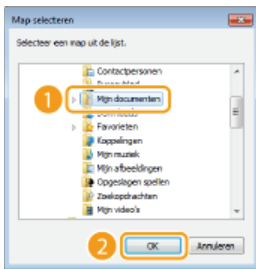 Map selecteren
Selecteer een map uit de lijst.
Contactpersonen
1
Mijn documenten
Favorieten
Koppelingen
Mijn muziek
Mijn afbeeldingen
Opgeslagen spellen
Zoekopdrachten
Mijn video's
2
OK
Annuleren